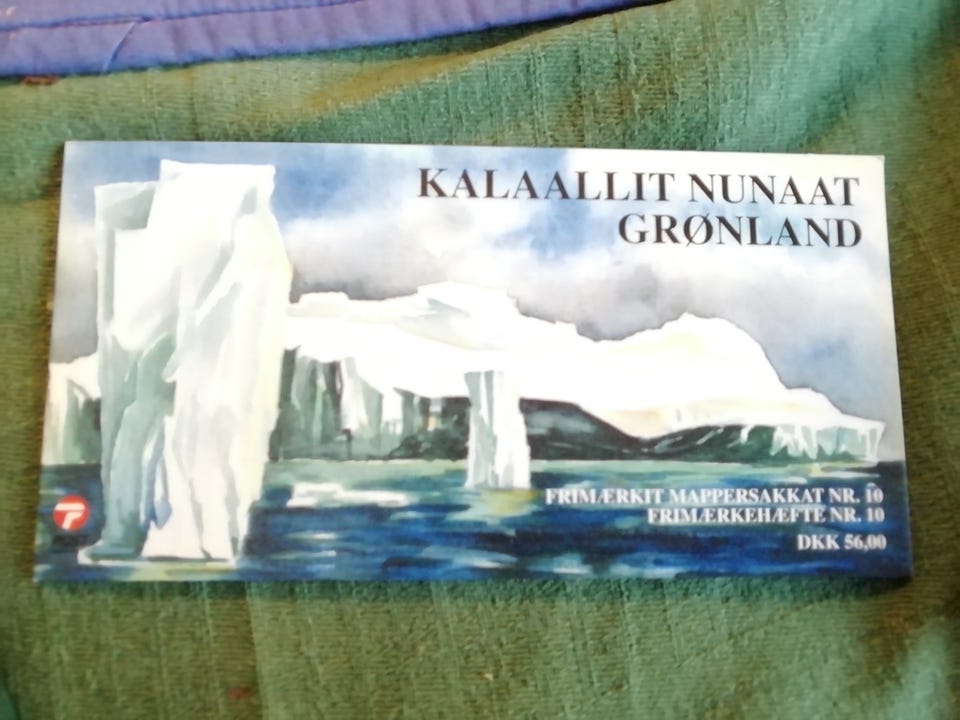 KALAALLIT NUNAAT
GRØNLAND
FRIMÆRKIT MAPPERSAKKAT NR. 10
FRIMÆRKEHÆFTE NR. 10
DKK 56,00